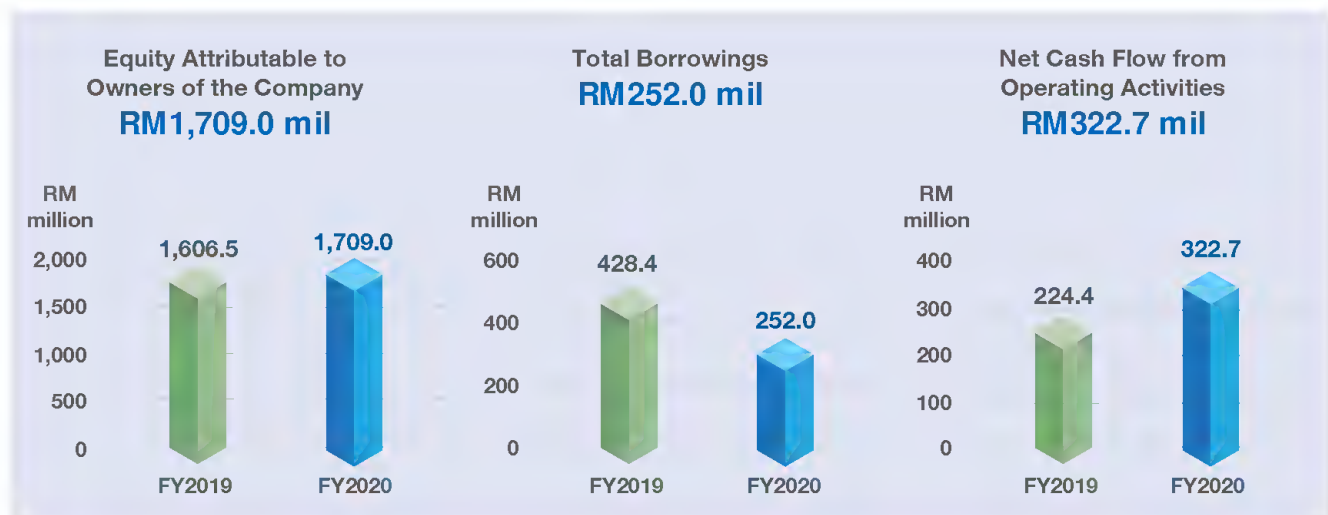 Equity Attributable to
Owners of the Company
RM1,709.0 mil
RM
million
2,000
1,500
1,000
500
0
1,606.5
1,709.0
FY2019
FY2020
Total Borrowings
RM252.0 mil
RM
million
600
400
200
0
428.4
252.0
FY2019
FY2020
Net Cash Flow from
Operating Activities
RM322.7 mil
RM
million
400
300
200
100
0
224.4
322.7
FY2019
FY2020